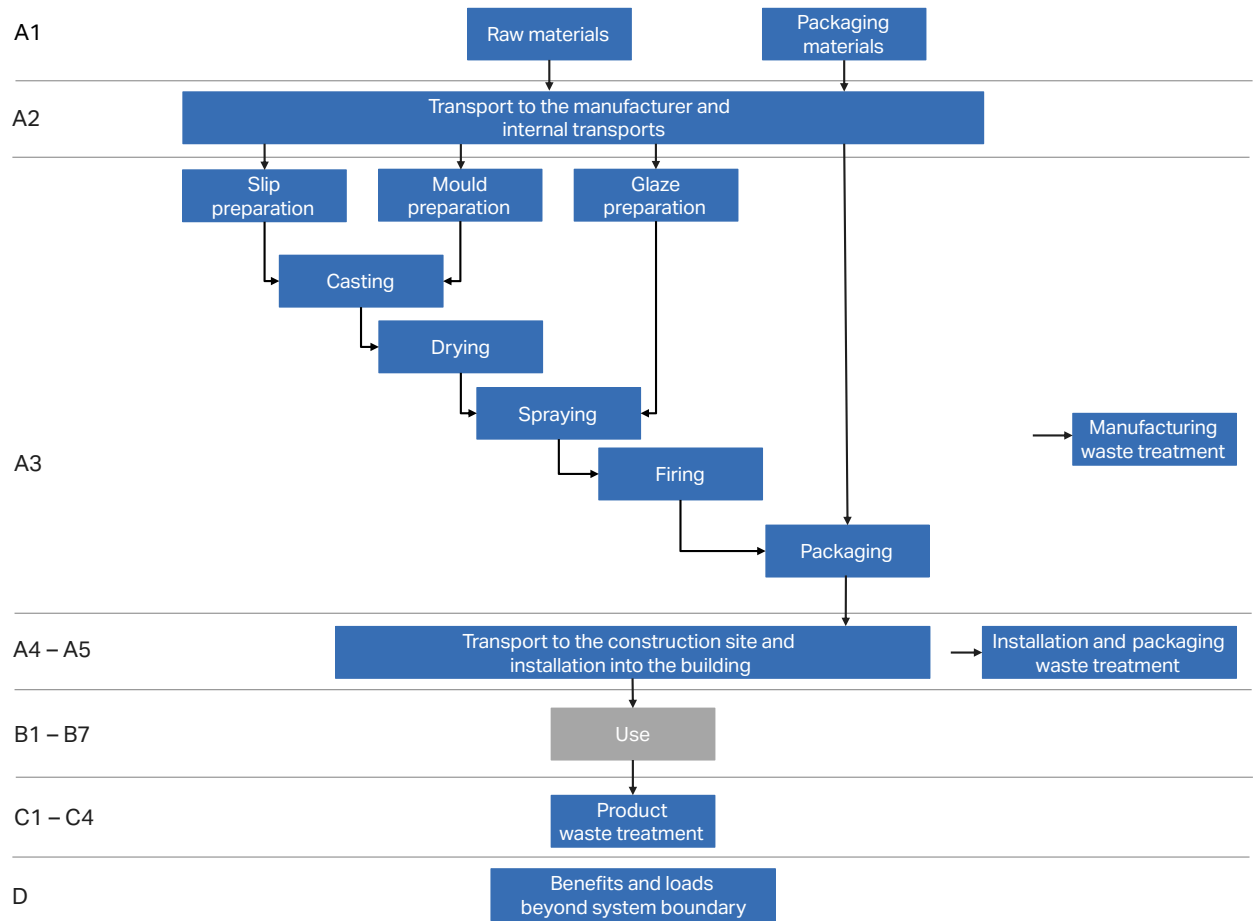 A1
Raw materials
Packaging
materials
A2
Transport to the manufacturer and
internal transports
Slip
preparation
Mould
preparation
Glaze
preparation
Casting
Drying
Spraying
A3
Manufacturing
waste treatment
Firing
Packaging
A4 – A5
Transport to the construction site and
installation into the building
Installation and packaging
waste treatment
B1 – B7
Use
C1 – C4
Product
waste treatment
D
Benefits and loads
beyond system boundary